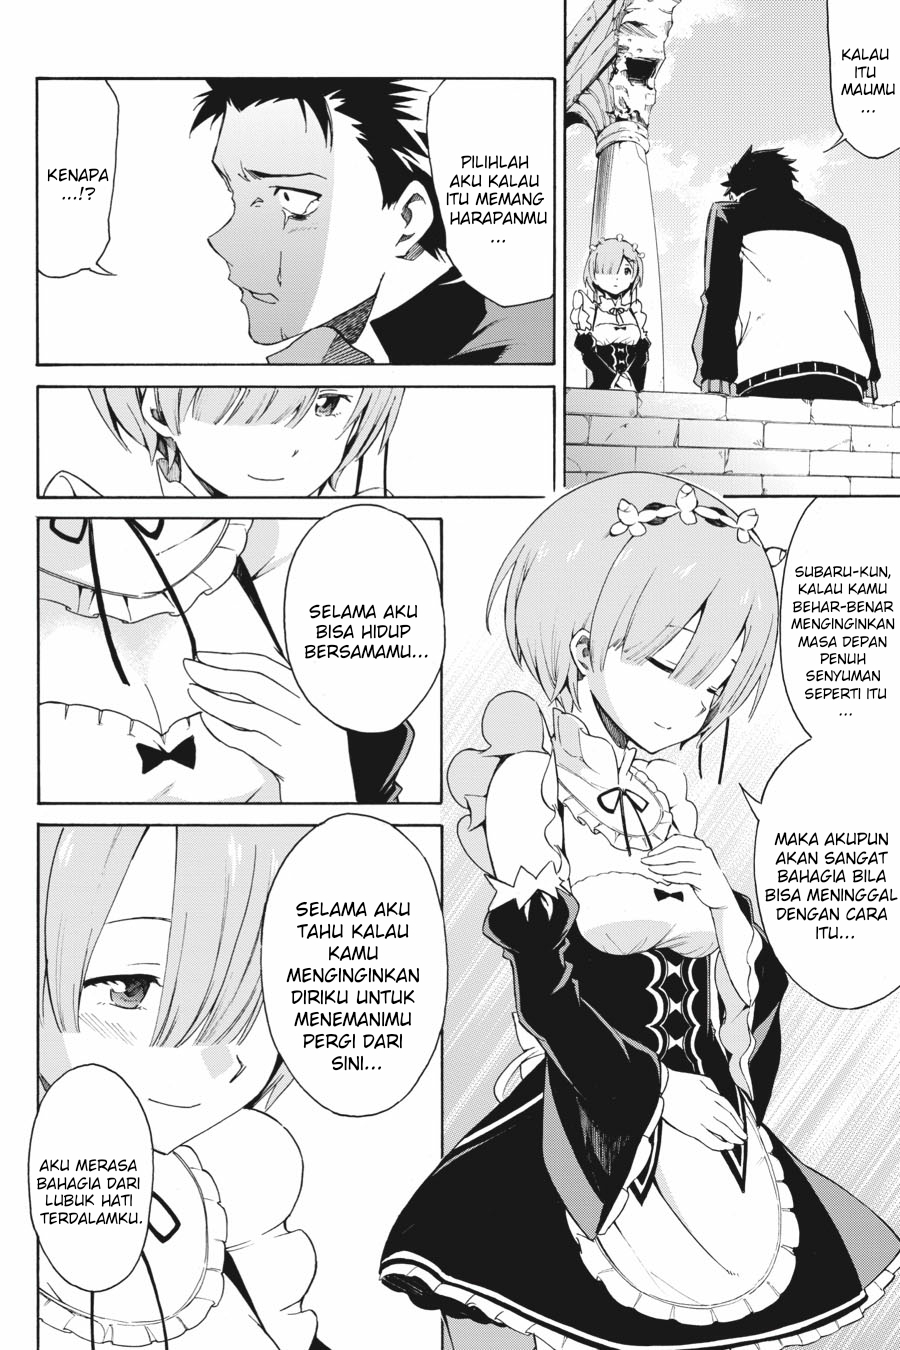 KALAU
ITU
MAUMU
...
PILIHLAH
AKU KALAU
ITU MEMANG
HARAPANMU
...
KENAPA
...!?
SUBARU-KUN,
KALAU KAMU
BEHAR-BENAR
MENGINGINKAN
MASA DEPAN
PENUH
SENYUMAN
SEPERTI ITU
...
MAKA AKUPUN
AKAN SANGAT
BAHAGIA BILA
BISA MENINGGAL
DENGAN CARA
ITU...
SELAMA AKU
BISA HIDUP
BERSAMAMU...
SELAMA AKU
TAHU KALAU
KAMU
MENGINGINKAN
DIRIKU UNTUK
MENEMANIMU
PERGI DARI
SINI...
AKU MERASA
BAHAGIA DARI
LUBUK HATI
TERDALAMKU.